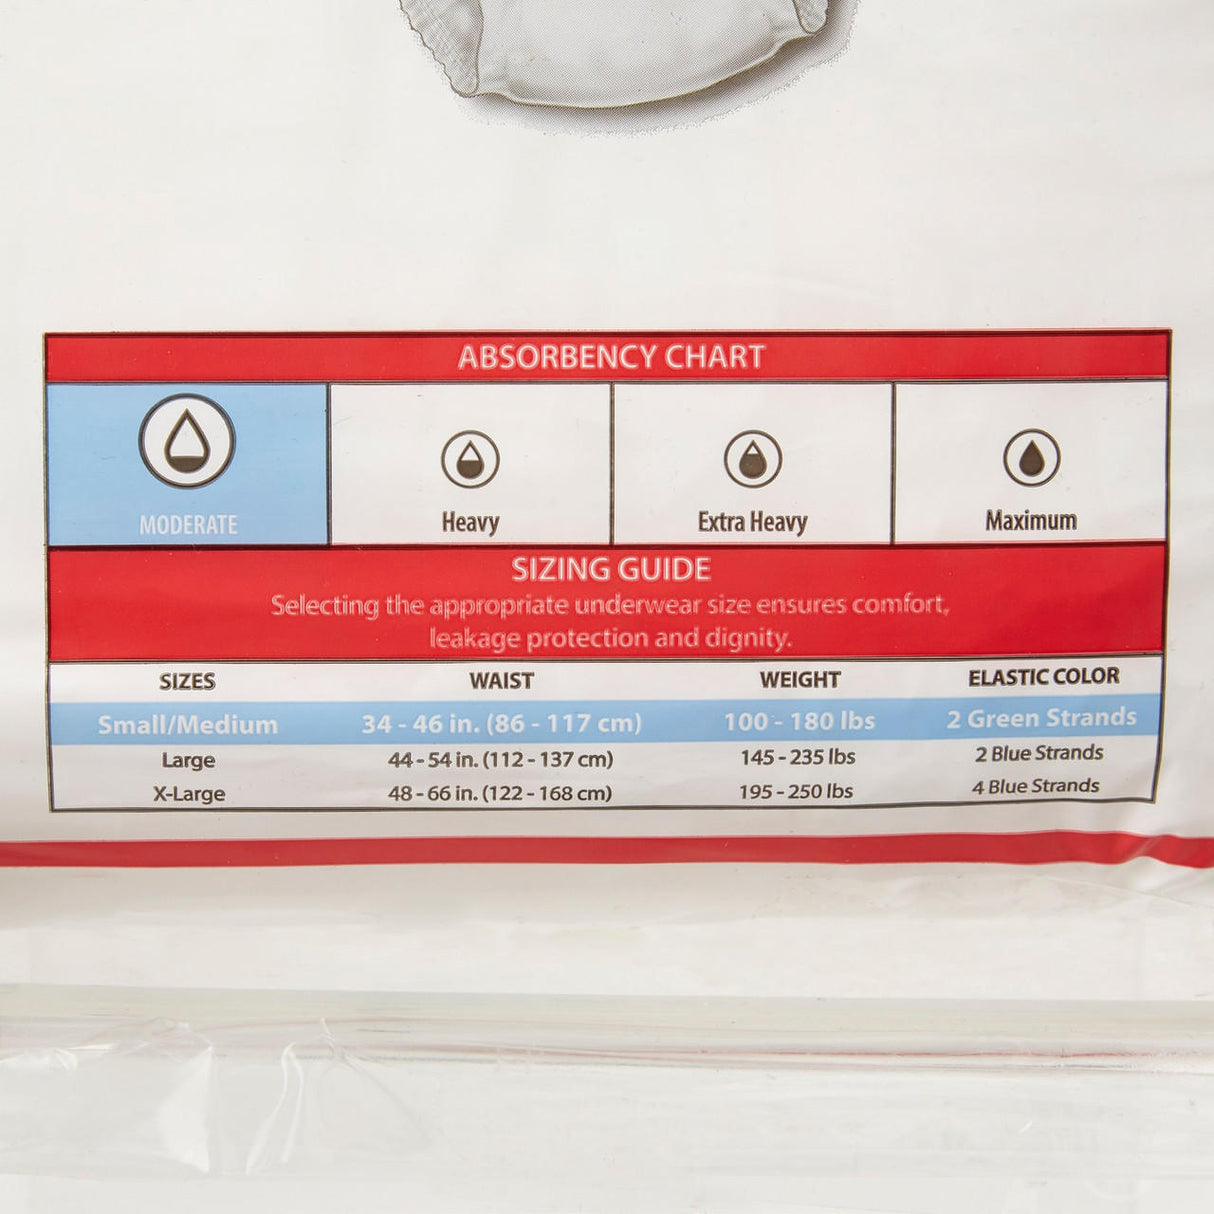 ABSORBENCY CHART
MODERATE Heavy Extra Heavy Maximum
SIZING GUIDE
Selecting the appropriate underwear size ensures comfort,
leakage protection and dignity.
SIZES WAIST WEIGHT ELASTIC COLOR
Small/Medium 34 - 46 in. (86 - 117 cm) 100 - 180 lbs 2 Green Strands
Large 44 - 54 in. (112 - 137 cm) 145 - 235 lbs 2 Blue Strands
X-Large 48 - 66 in. (122 - 168 cm) 195 - 250 lbs 4 Blue Strands